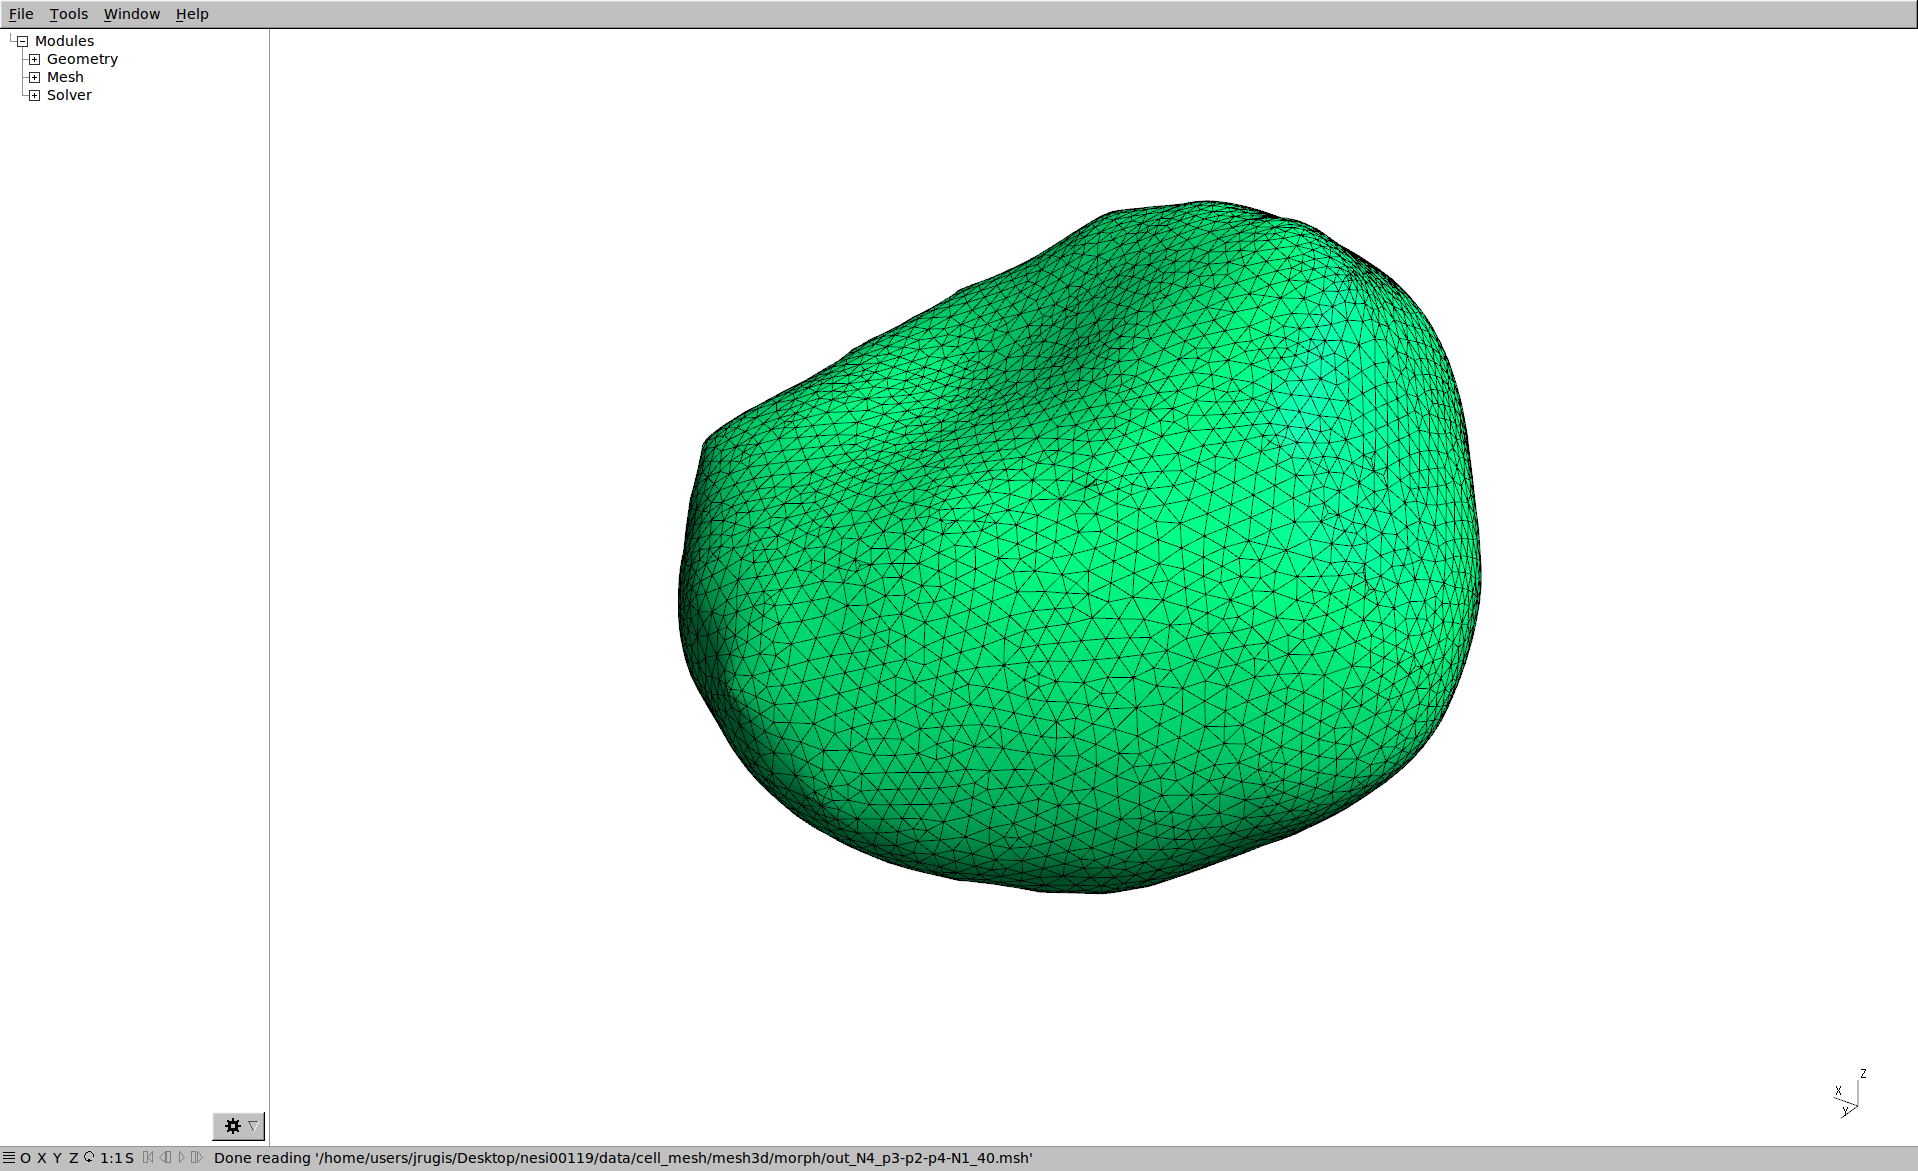 File Tools Window Help
Modules
Geometry
Mesh
Solver
Z
X
Y
O X Y Z 1:1 S Done reading '/home/users/jrugis/Desktop/nesi00119/data/cell_mesh/mesh3d/morph/out_N4_p3-p2-p4-N1_40.msh'